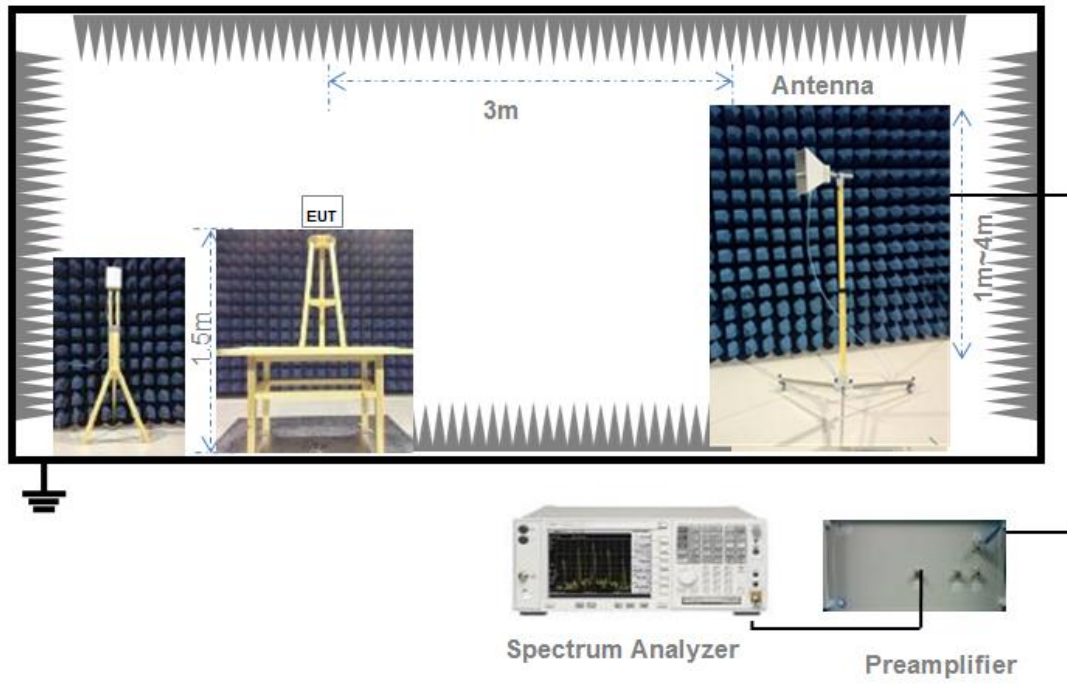 Antenna
3m
EUT
1m~4m
1.5m
Spectrum Analyzer
Preamplifier